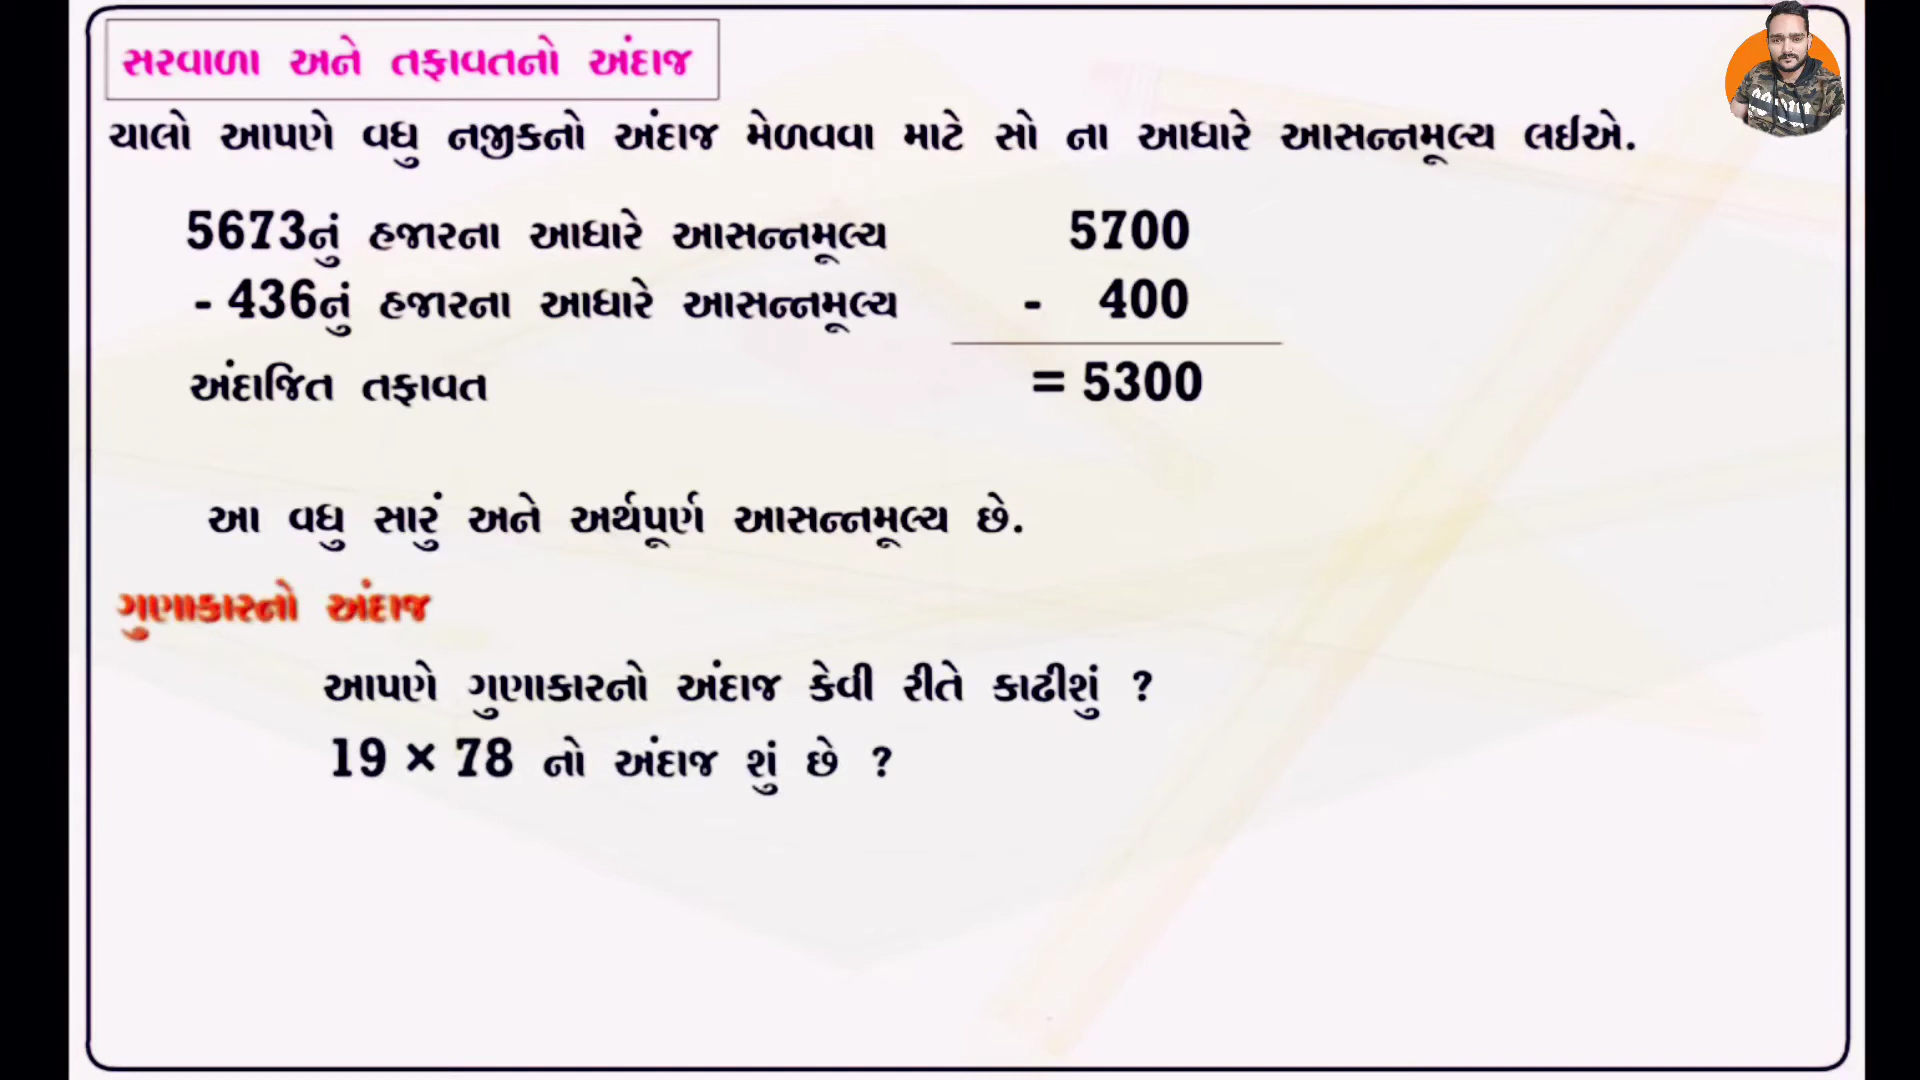 સરવાળા અને તફાવતનો અંદાજ
ચાલો આપણે વધુ નજીકનો અંદાજ મેળવવા માટે સો ના આધારે આસન્નમૂલ્ય લઈએ.
5673નું હજારના આધારે આસન્નમૂલ્ય 5700
- 436નું હજારના આધારે આસન્નમૂલ્ય - 400
અંદાજિત તફાવત = 5300
આ વધુ સારું અને અર્થપૂર્ણ આસન્નમૂલ્ય છે.
ગુણાકારનો અંદાજ
આપણે ગુણાકારનો અંદાજ કેવી રીતે કાઢીશું ?
19 × 78 નો અંદાજ શું છે ?